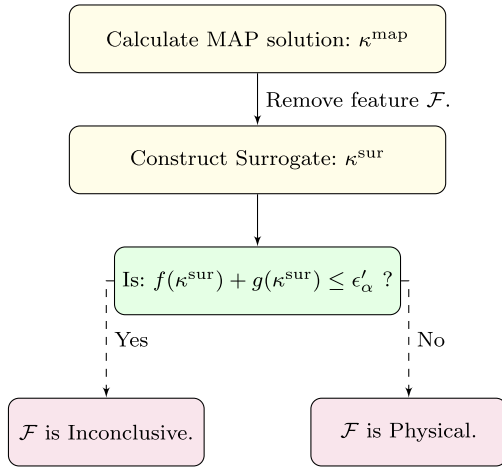 Calculate MAP solution: κ^map
Remove feature ℱ.
Construct Surrogate: κ^sur
Is: f(κ^sur) + g(κ^sur) ≤ ϵ′_α ?
Yes
No
ℱ is Inconclusive.
ℱ is Physical.